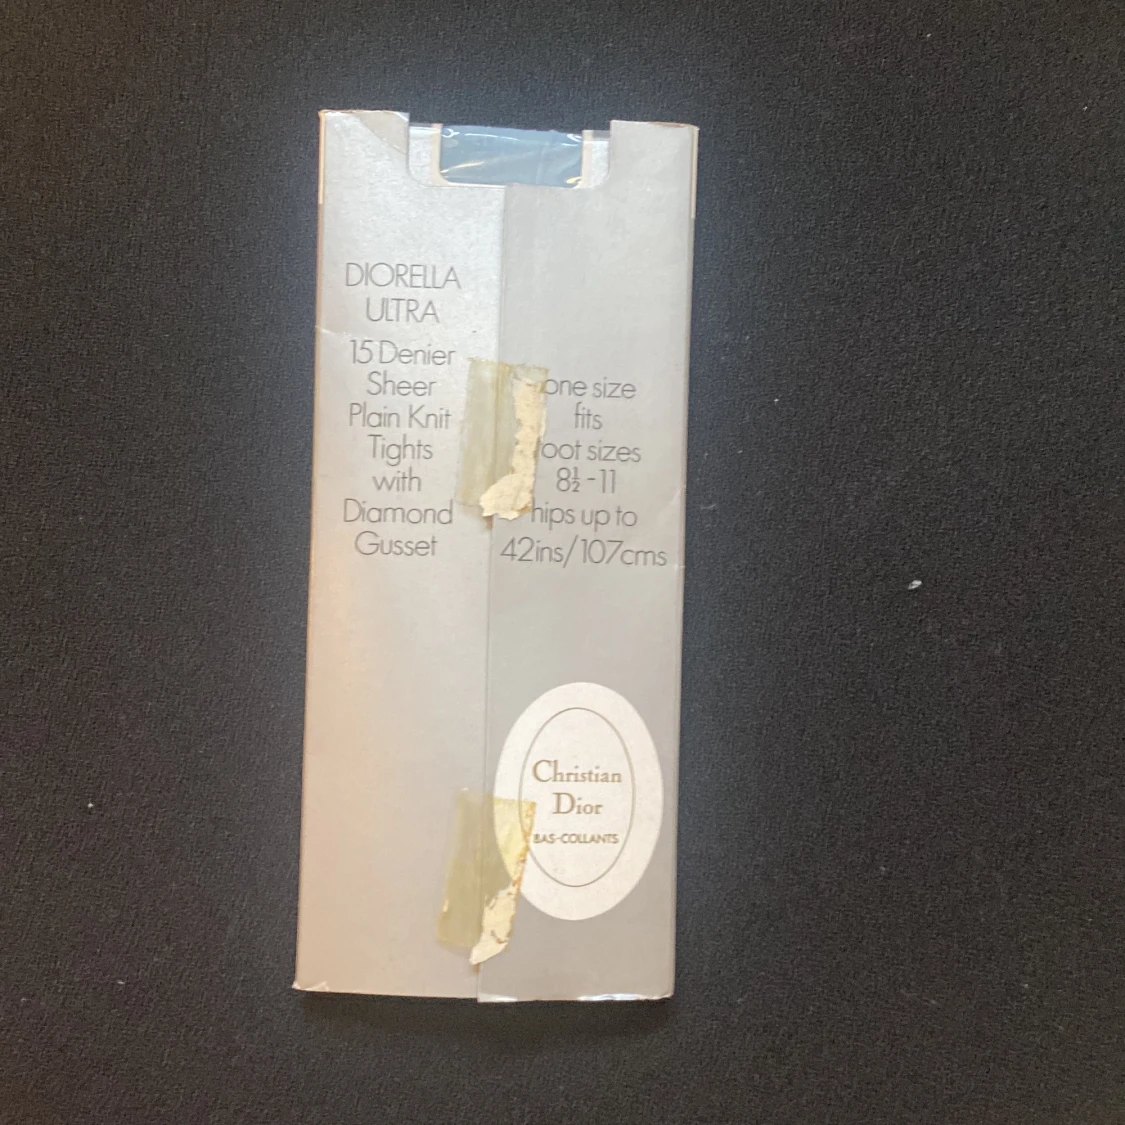 DIORELLA
ULTRA
15 Denier
Sheer
Plain Knit
Tights
with
Diamond
Gusset
one size
fits
oot sizes
8½-11
hips up to
42ins/107cms
Christian
Dior
BAS-COLLANTS